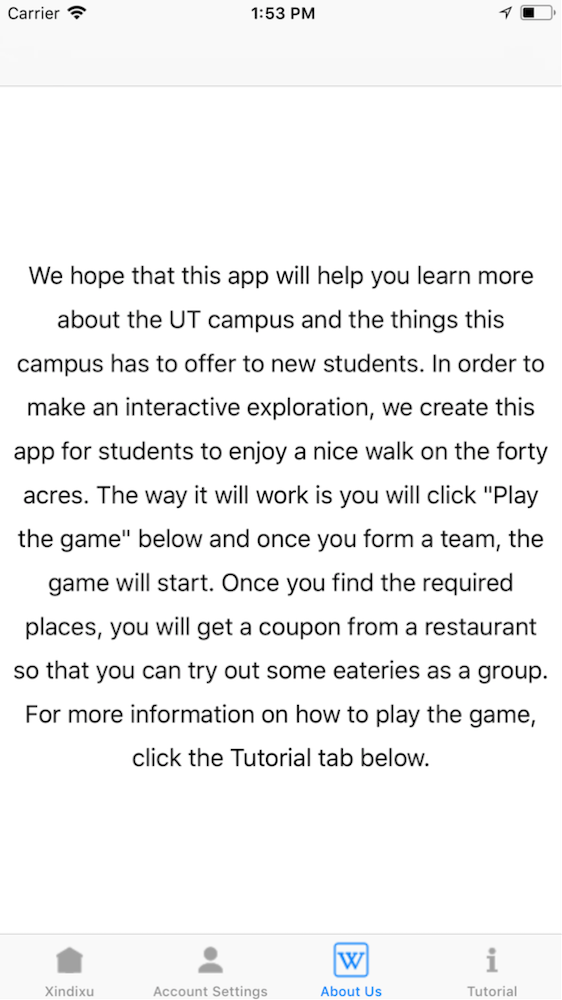 Carrier 1:53 PM
We hope that this app will help you learn more
about the UT campus and the things this
campus has to offer to new students. In order to
make an interactive exploration, we create this
app for students to enjoy a nice walk on the forty
acres. The way it will work is you will click "Play
the game" below and once you form a team, the
game will start. Once you find the required
places, you will get a coupon from a restaurant
so that you can try out some eateries as a group.
For more information on how to play the game,
click the Tutorial tab below.
W i
Xindixu Account Settings About Us Tutorial